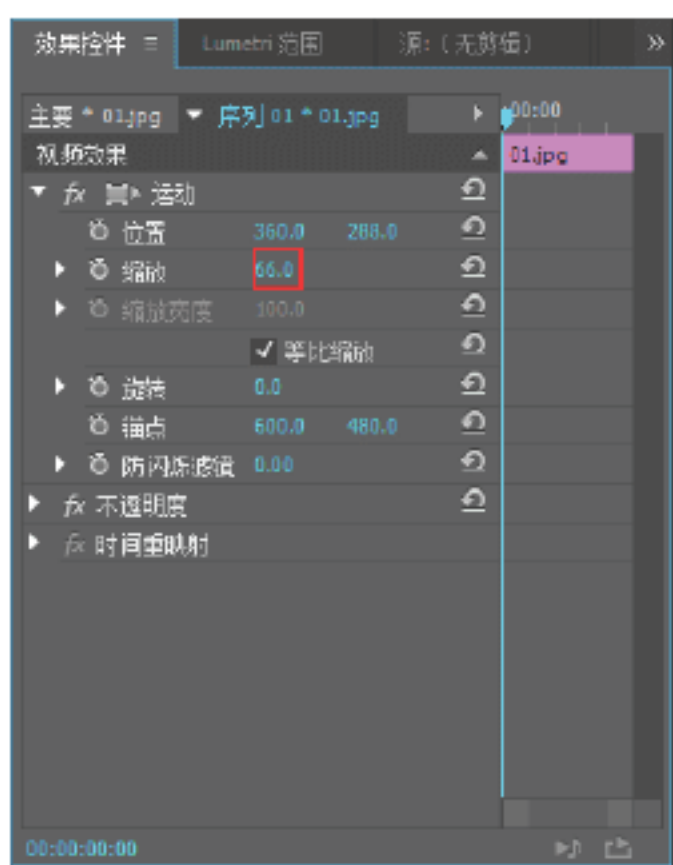 效果控件 ≡ Lumetri 范围 源:（无剪辑） »
主要 * 01.jpg 序列 01 * 01.jpg 00:00
视频效果 01.jpg
fx 运动
位置 360.0 288.0
缩放 66.0
缩放宽度 100.0
等比缩放
旋转 0.0
锚点 600.0 480.0
防闪烁滤镜 0.00
fx 不透明度
fx 时间重映射
00:00:00:00